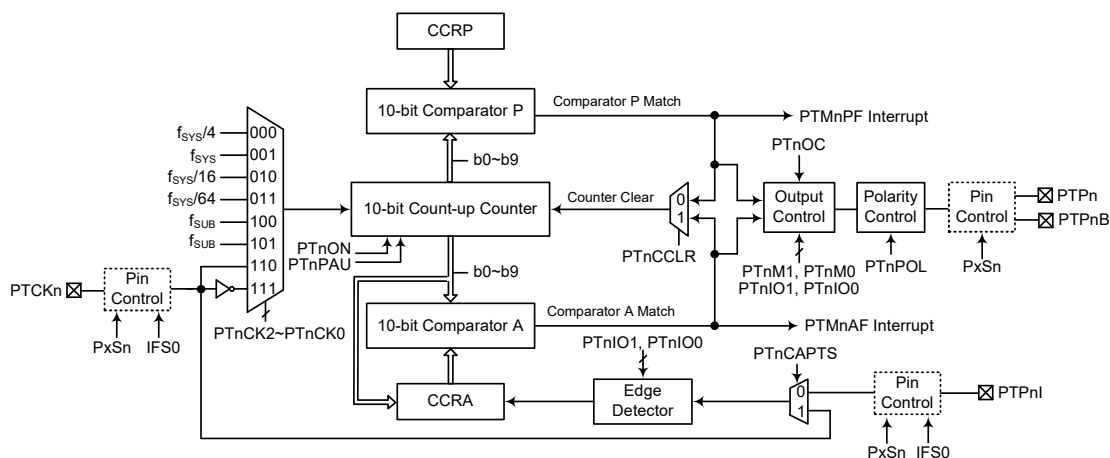 CCRP
10-bit Comparator P
Comparator P Match
PTMnPF Interrupt
b0~b9
fSYS/4
000
fSYS
001
fSYS/16
010
fSYS/64
011
fSUB
100
fSUB
101
110
111
10-bit Count-up Counter
Counter Clear
0
1
PTnCCLR
PTnOC
Output
Control
Polarity
Control
Pin
Control
PTPn
PTPnB
PTnON
PTnPAU
PTnM1, PTnM0
PTnIO1, PTnIO0
PTnPOL
PxSn
b0~b9
PTCKn
Pin
Control
PxSn
IFS0
PTnCK2~PTnCK0
10-bit Comparator A
Comparator A Match
PTMnAF Interrupt
PTnIO1, PTnIO0
PTnCAPTS
CCRA
Edge
Detector
0
1
Pin
Control
PTPnI
PxSn
IFS0